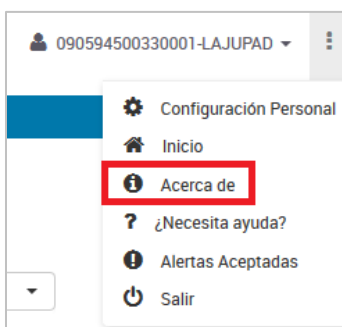 090594500330001-LAJUPAD
Configuración Personal
Inicio
Acerca de
¿Necesita ayuda?
Alertas Aceptadas
Salir